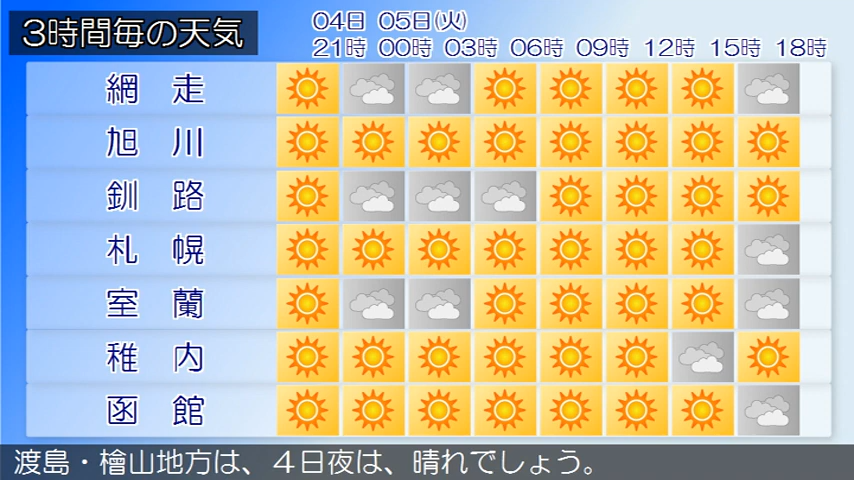 3時間毎の天気
04日 05日(火)
21時 00時 03時 06時 09時 12時 15時 18時
網走
旭川
釧路
札幌
室蘭
稚内
函館
渡島・檜山地方は、４日夜は、晴れでしょう。